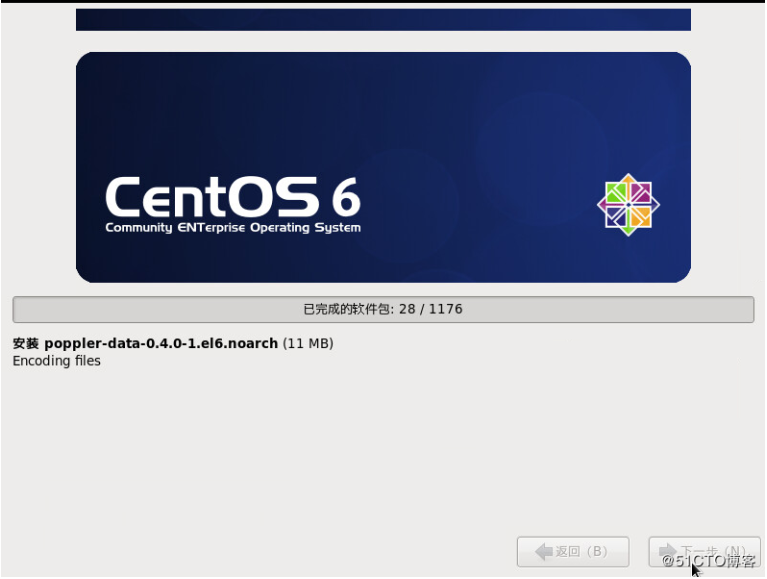 CentOS 6
Community ENTerprise Operating System
已完成的软件包: 28 / 1176
安装 poppler-data-0.4.0-1.el6.noarch (11 MB)
Encoding files
返回（B）
下一步（N）
@51CTO博客